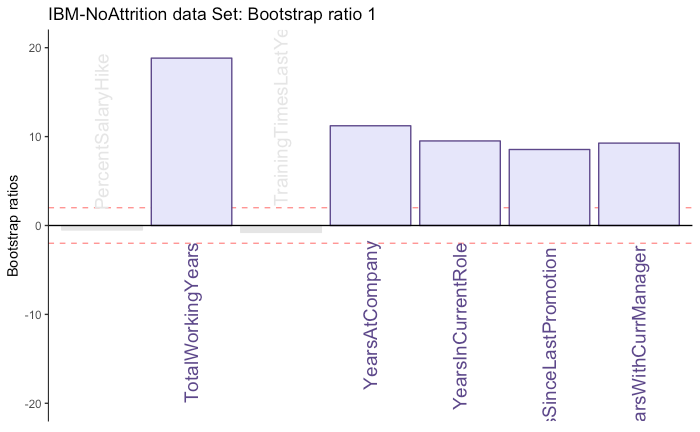 IBM-NoAttrition data Set: Bootstrap ratio 1
Bootstrap ratios
20
10
0
-10
-20
PercentSalaryHike
TotalWorkingYears
TrainingTimesLastYe
YearsAtCompany
YearsInCurrentRole
sSinceLastPromotion
arsWithCurrManager